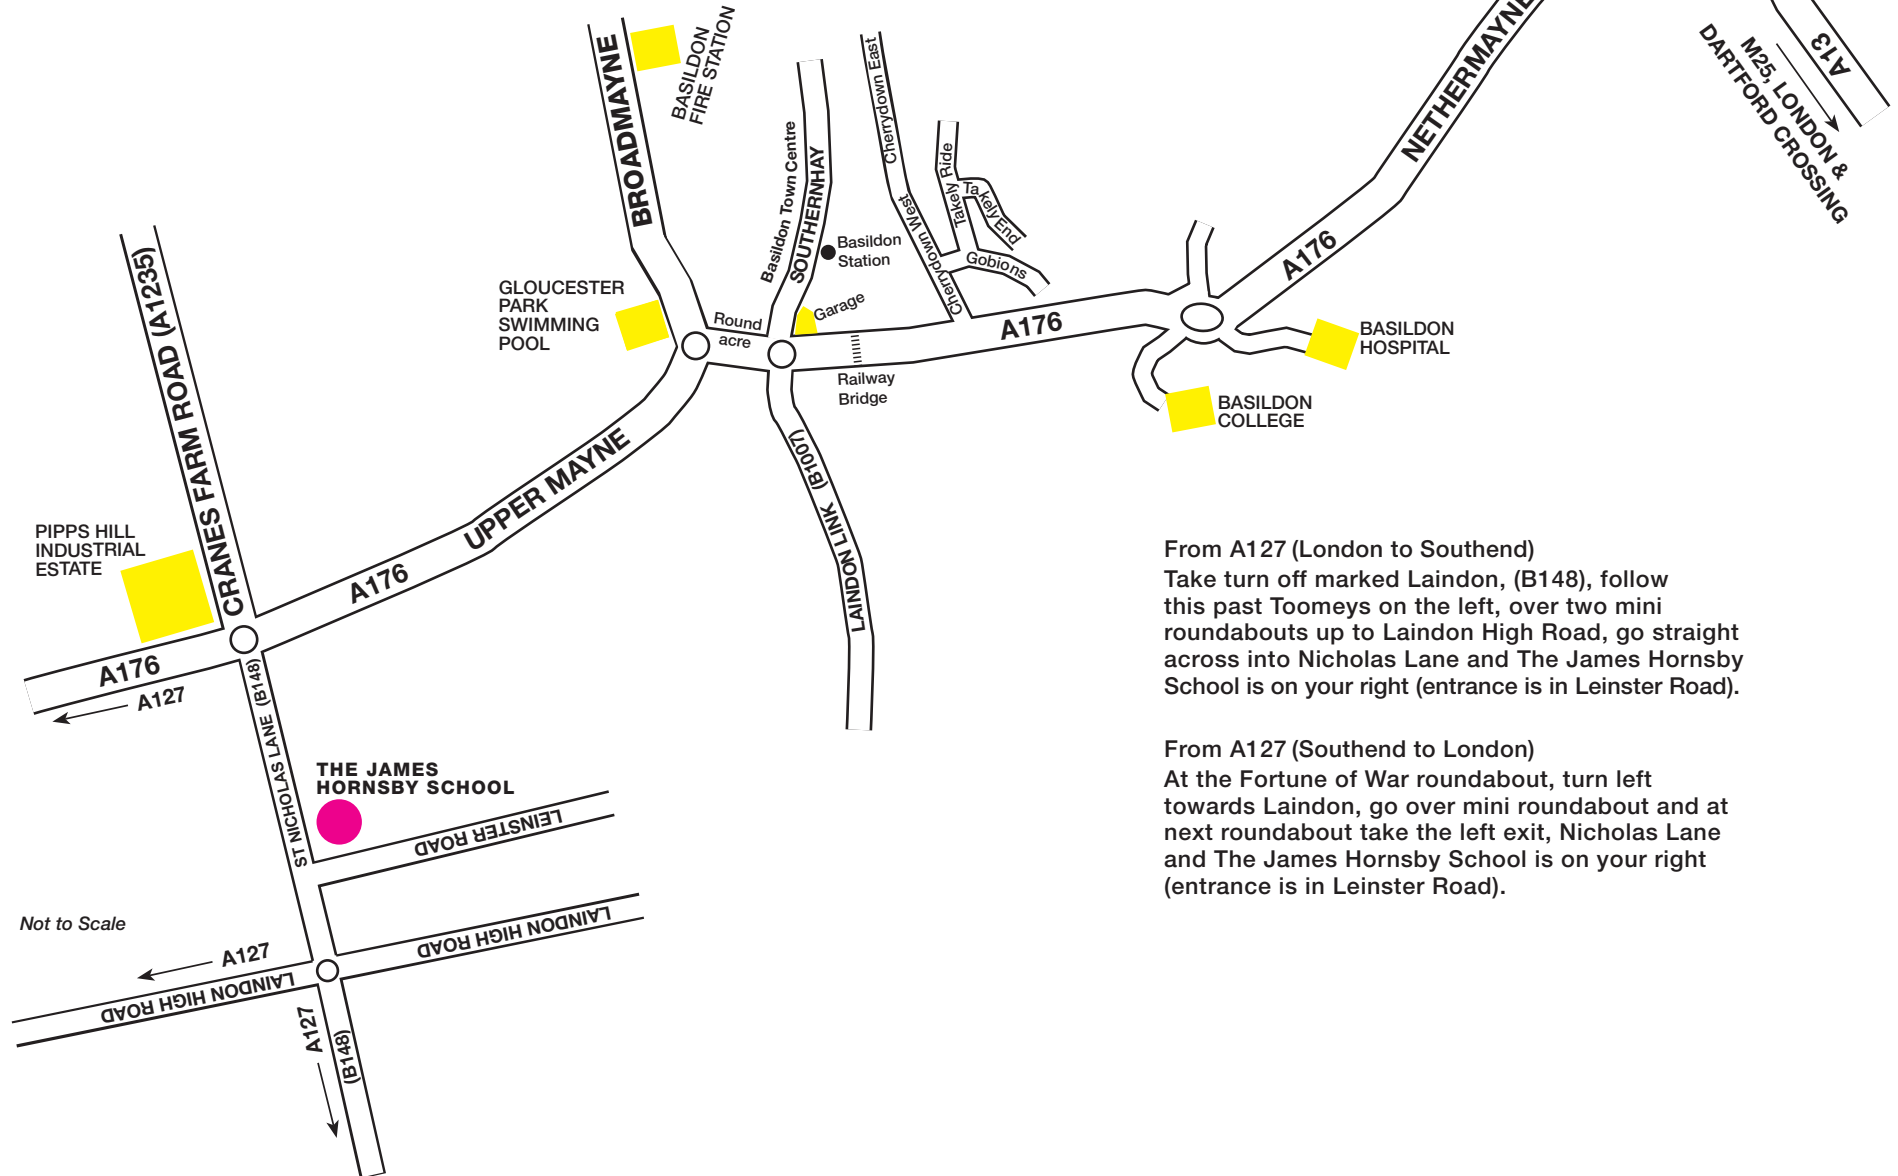 BROADMAYNE
BASILDON
FIRE STATION
NETHERMAYNE
A13
M25, LONDON &
DARTFORD CROSSING
Basildon Town Centre
SOUTHERNHAY
Cherrydown East
Cherrydown West
Takely Ride
Takely End
Gobions
Basildon
Station
Garage
CRANES FARM ROAD (A1235)
GLOUCESTER
PARK
SWIMMING
POOL
Round
acre
A176
A176
Railway
Bridge
BASILDON
HOSPITAL
BASILDON
COLLEGE
UPPER MAYNE
A176
LAINDON LINK (B1007)
PIPPS HILL
INDUSTRIAL
ESTATE
A176
A127
ST NICHOLAS LANE (B148)
THE JAMES
HORNSBY SCHOOL
LEINSTER ROAD
Not to Scale
A127
LAINDON HIGH ROAD
LAINDON HIGH ROAD
A127
(B148)
From A127 (London to Southend)
Take turn off marked Laindon, (B148), follow
this past Toomeys on the left, over two mini
roundabouts up to Laindon High Road, go straight
across into Nicholas Lane and The James Hornsby
School is on your right (entrance is in Leinster Road).
From A127 (Southend to London)
At the Fortune of War roundabout, turn left
towards Laindon, go over mini roundabout and at
next roundabout take the left exit, Nicholas Lane
and The James Hornsby School is on your right
(entrance is in Leinster Road).